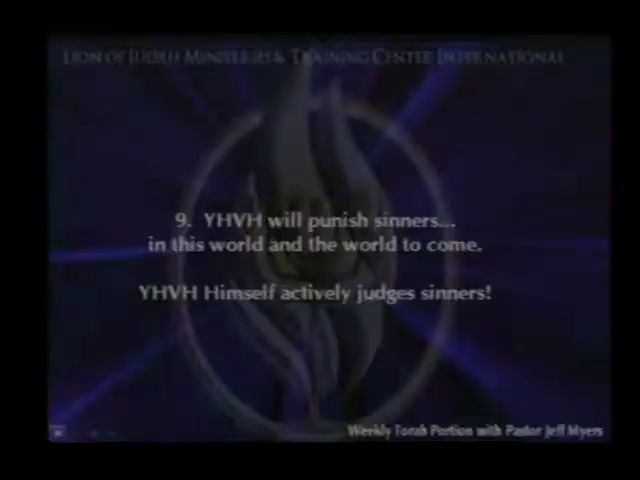 LION OF JUDAH MINISTRIES & TRAINING CENTER INTERNATIONAL
9. YHVH will punish sinners...
in this world and the world to come.
YHVH Himself actively judges sinners!
Weekly Torah Portion with Pastor Jeff Myers